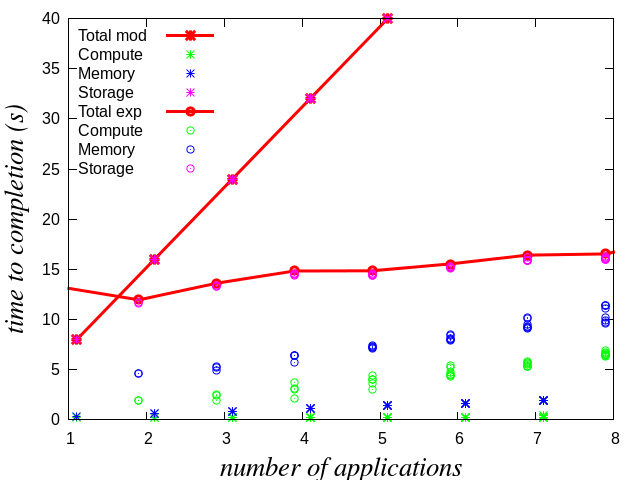 40
35
30
25
20
15
10
5
0
time to completion (s)
Total mod
Compute
Memory
Storage
Total exp
Compute
Memory
Storage
1 2 3 4 5 6 7 8
number of applications